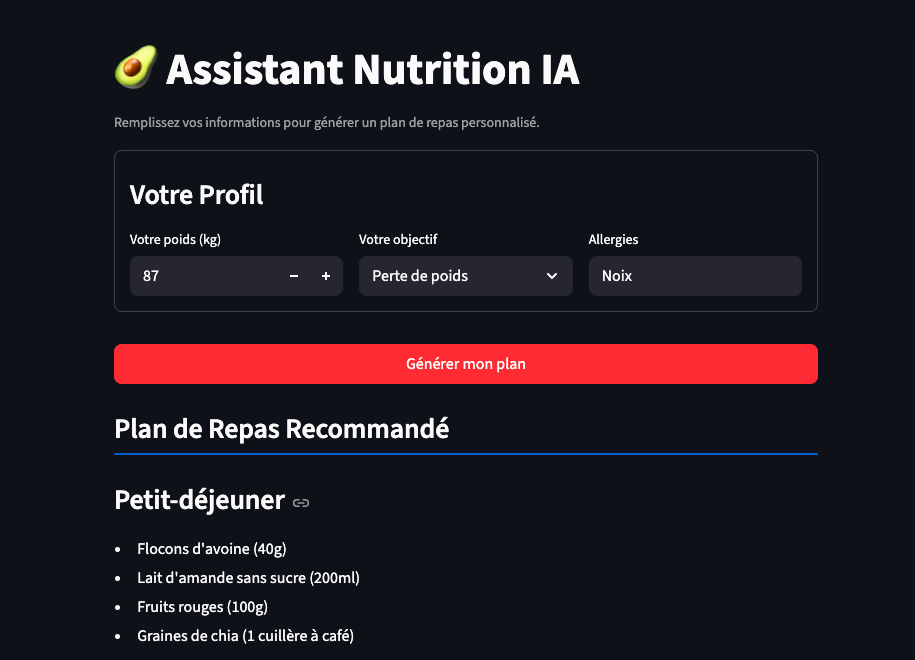 Assistant Nutrition IA
Remplissez vos informations pour générer un plan de repas personnalisé.
Votre Profil
Votre poids (kg)
Votre objectif
Allergies
87
Perte de poids
Noix
Générer mon plan
Plan de Repas Recommandé
Petit-déjeuner
Flocons d'avoine (40g)
Lait d'amande sans sucre (200ml)
Fruits rouges (100g)
Graines de chia (1 cuillère à café)